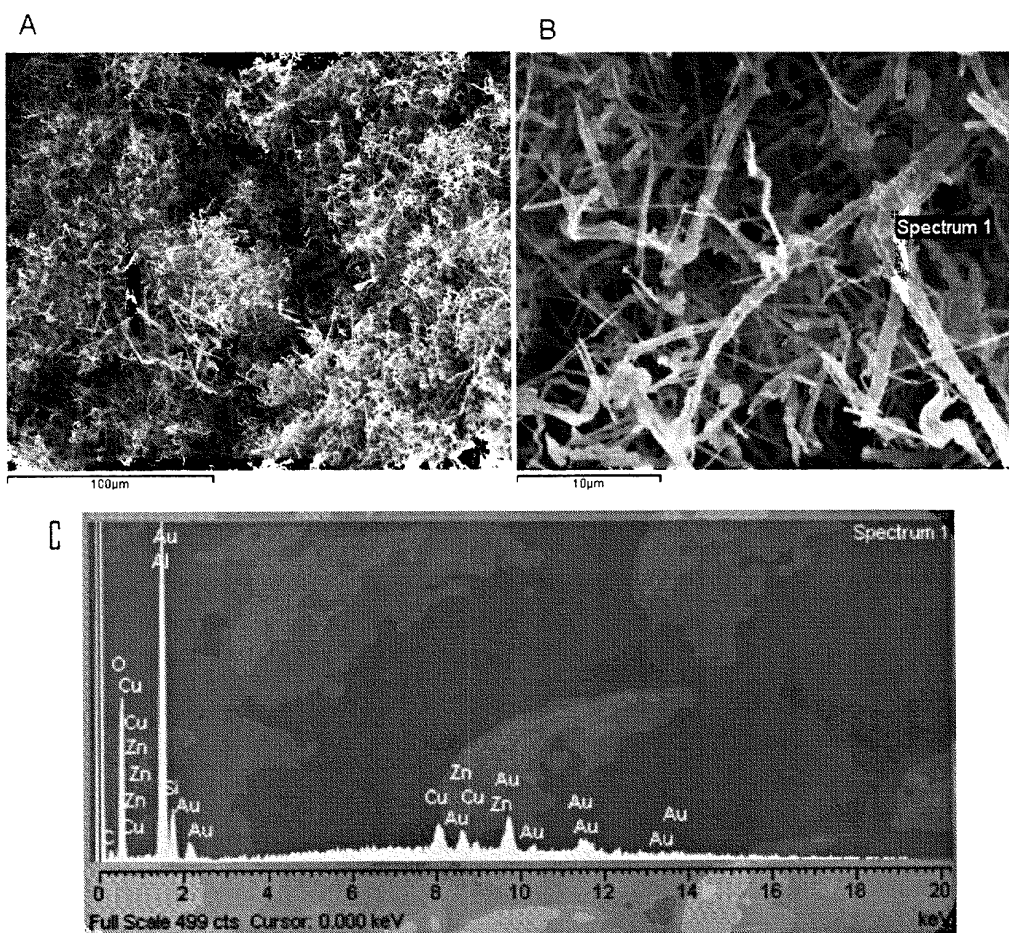 A
B
100µm
Spectrum 1
10µm
C
Spectrum 1
Au
Al
O
Cu
Cu
Zn
Zn
Zn
Cu
C
Si
Au
Au
Zn
Au
Cu
Cu
Zn
Au
Au
Au
Au
Au
Au
0 2 4 6 8 10 12 14 16 18 20
Full Scale 499 cts Cursor: 0.000 keV
keV